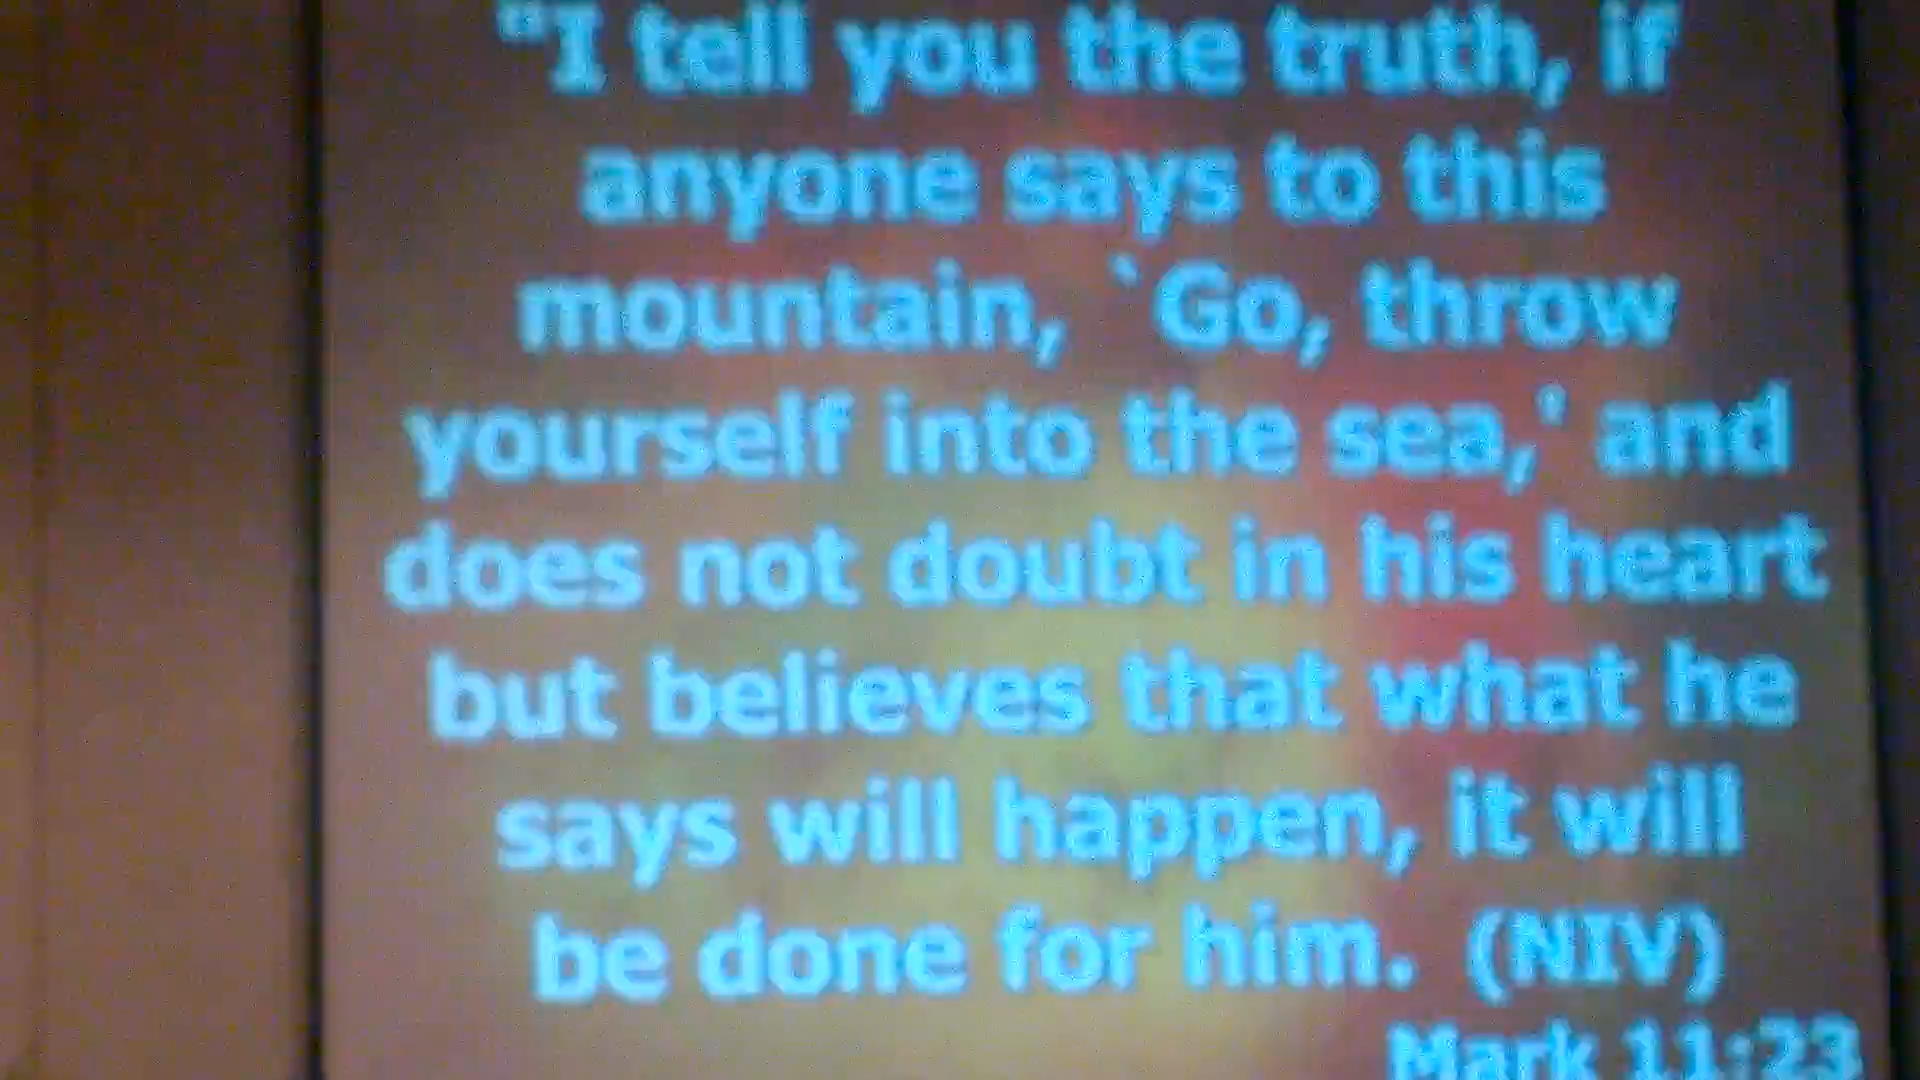 "I tell you the truth, if
anyone says to this
mountain, `Go, throw
yourself into the sea,' and
does not doubt in his heart
but believes that what he
says will happen, it will
be done for him. (NIV)
Mark 11:23